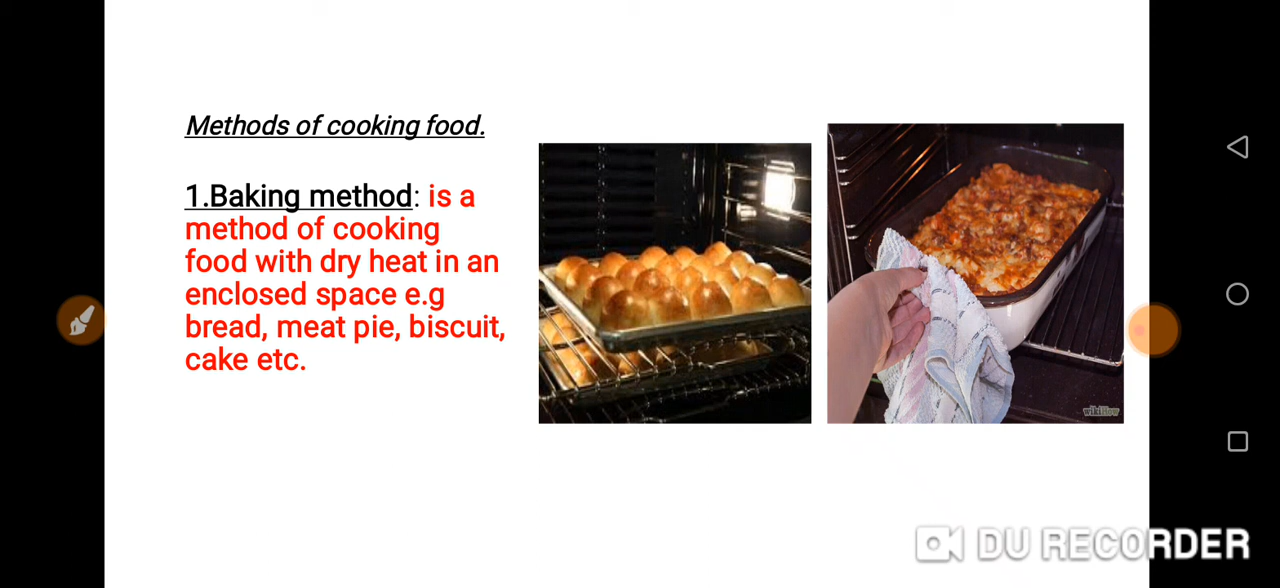 Methods of cooking food.
1.Baking method: is a
method of cooking
food with dry heat in an
enclosed space e.g
bread, meat pie, biscuit,
cake etc.
wikiHow
DU RECORDER